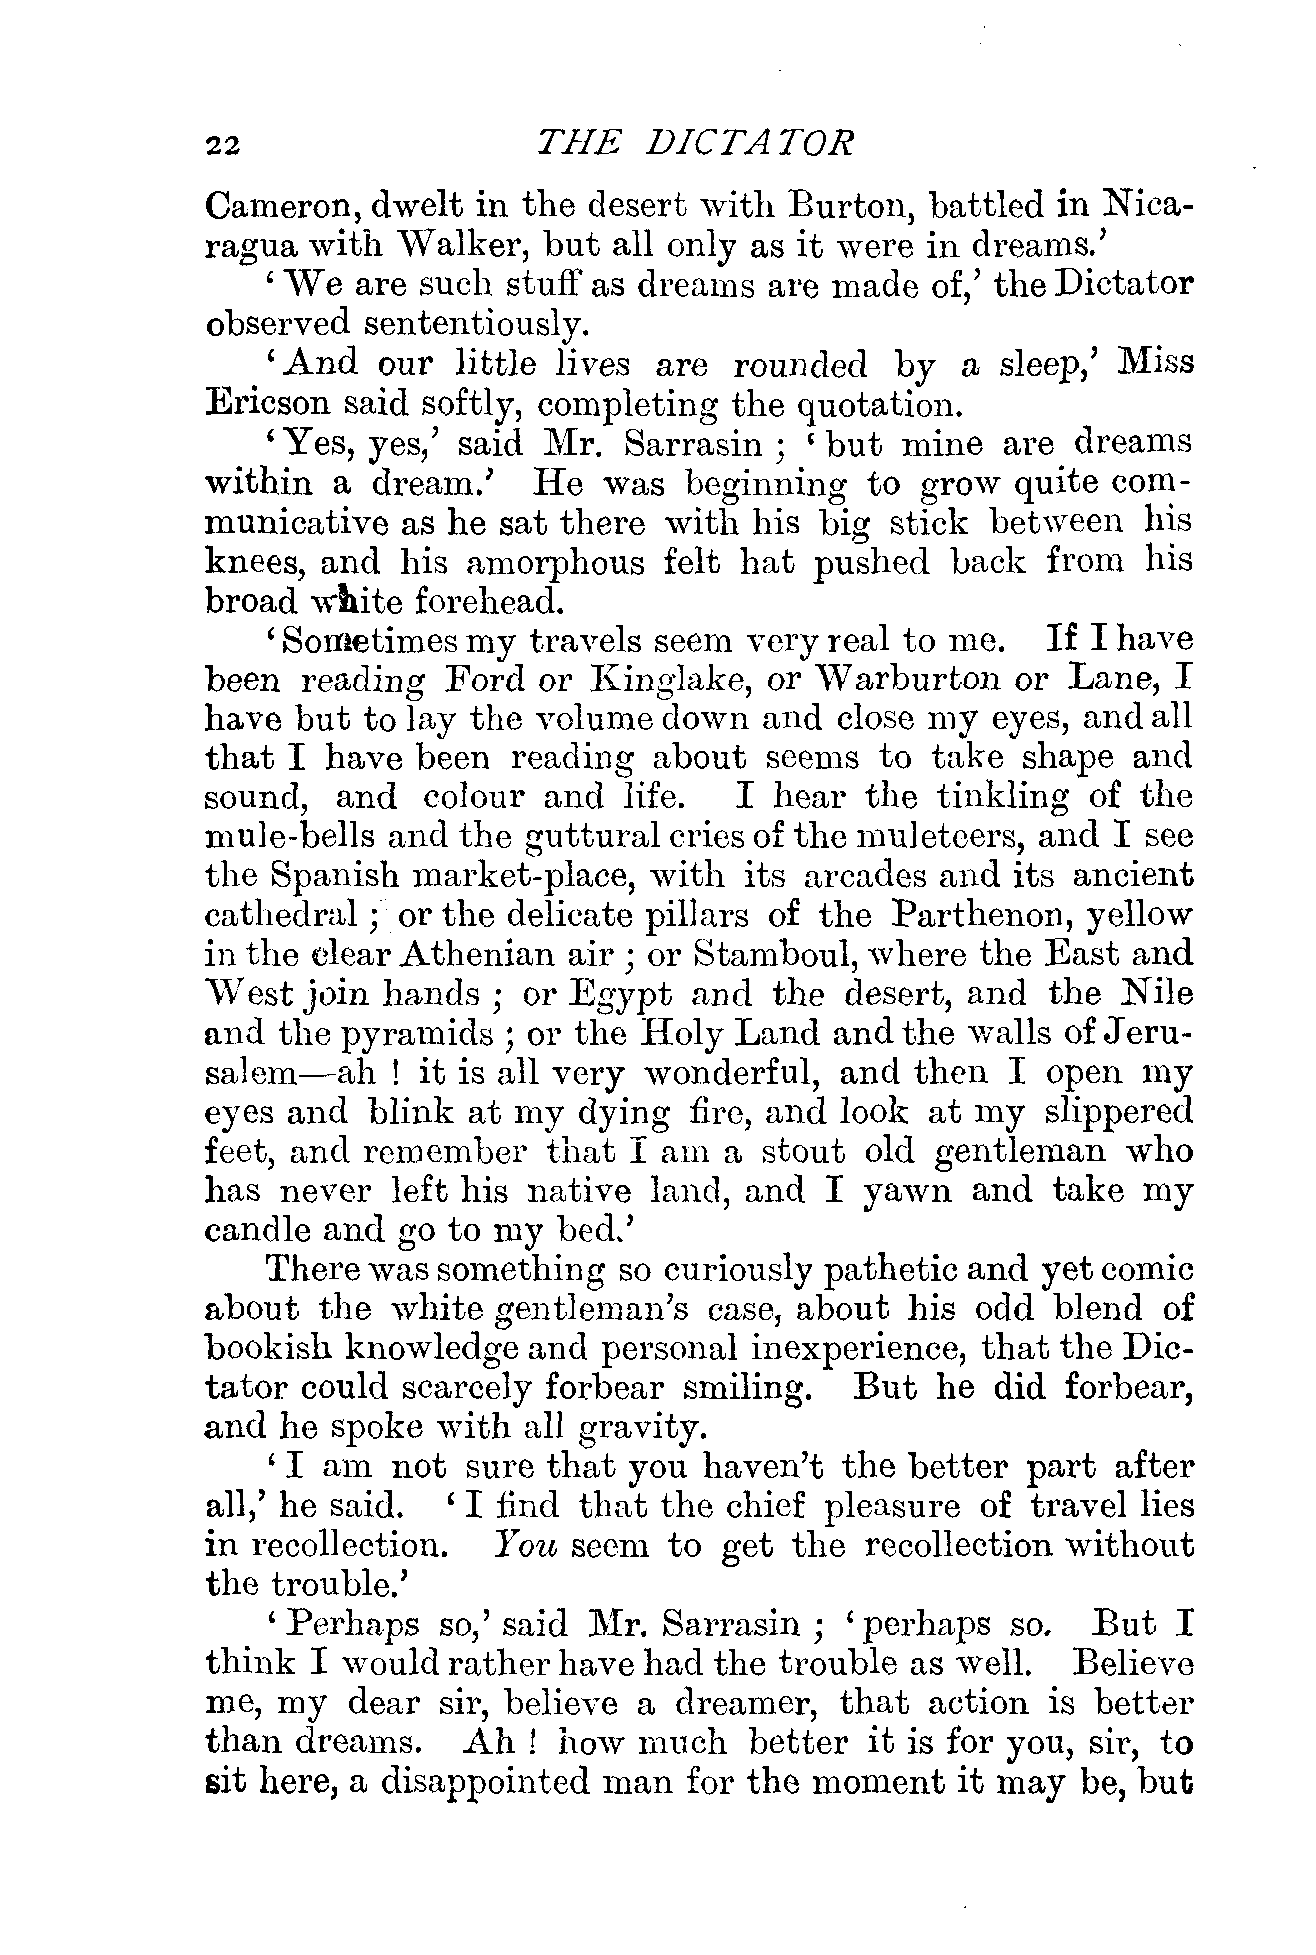 22 THE DICTATOR
Cameron, dwelt in the desert with Burton, battled in Nica-
ragua with Walker, but all only as it were in dreams.’
‘We are such stuff as dreams are made of,’ the Dictator
observed sententiously.
‘And our little lives are rounded by a sleep,’ Miss
Ericson said softly, completing the quotation.
‘Yes, yes,’ said Mr. Sarrasin ; ‘but mine are dreams
within a dream.’ He was beginning to grow quite com-
municative as he sat there with his big stick between his
knees, and his amorphous felt hat pushed back from his
broad white forehead.
‘Sometimes my travels seem very real to me. If I have
been reading Ford or Kinglake, or Warburton or Lane, I
have but to lay the volume down and close my eyes, and all
that I have been reading about seems to take shape and
sound, and colour and life. I hear the tinkling of the
mule-bells and the guttural cries of the muleteers, and I see
the Spanish market-place, with its arcades and its ancient
cathedral ; or the delicate pillars of the Parthenon, yellow
in the clear Athenian air ; or Stamboul, where the East and
West join hands ; or Egypt and the desert, and the Nile
and the pyramids ; or the Holy Land and the walls of Jeru-
salem—ah ! it is all very wonderful, and then I open my
eyes and blink at my dying fire, and look at my slippered
feet, and remember that I am a stout old gentleman who
has never left his native land, and I yawn and take my
candle and go to my bed.’
There was something so curiously pathetic and yet comic
about the white gentleman’s case, about his odd blend of
bookish knowledge and personal inexperience, that the Dic-
tator could scarcely forbear smiling. But he did forbear,
and he spoke with all gravity.
‘I am not sure that you haven’t the better part after
all,’ he said. ‘I find that the chief pleasure of travel lies
in recollection. You seem to get the recollection without
the trouble.’
‘Perhaps so,’ said Mr. Sarrasin ; ‘perhaps so. But I
think I would rather have had the trouble as well. Believe
me, my dear sir, believe a dreamer, that action is better
than dreams. Ah ! how much better it is for you, sir, to
sit here, a disappointed man for the moment it may be, but